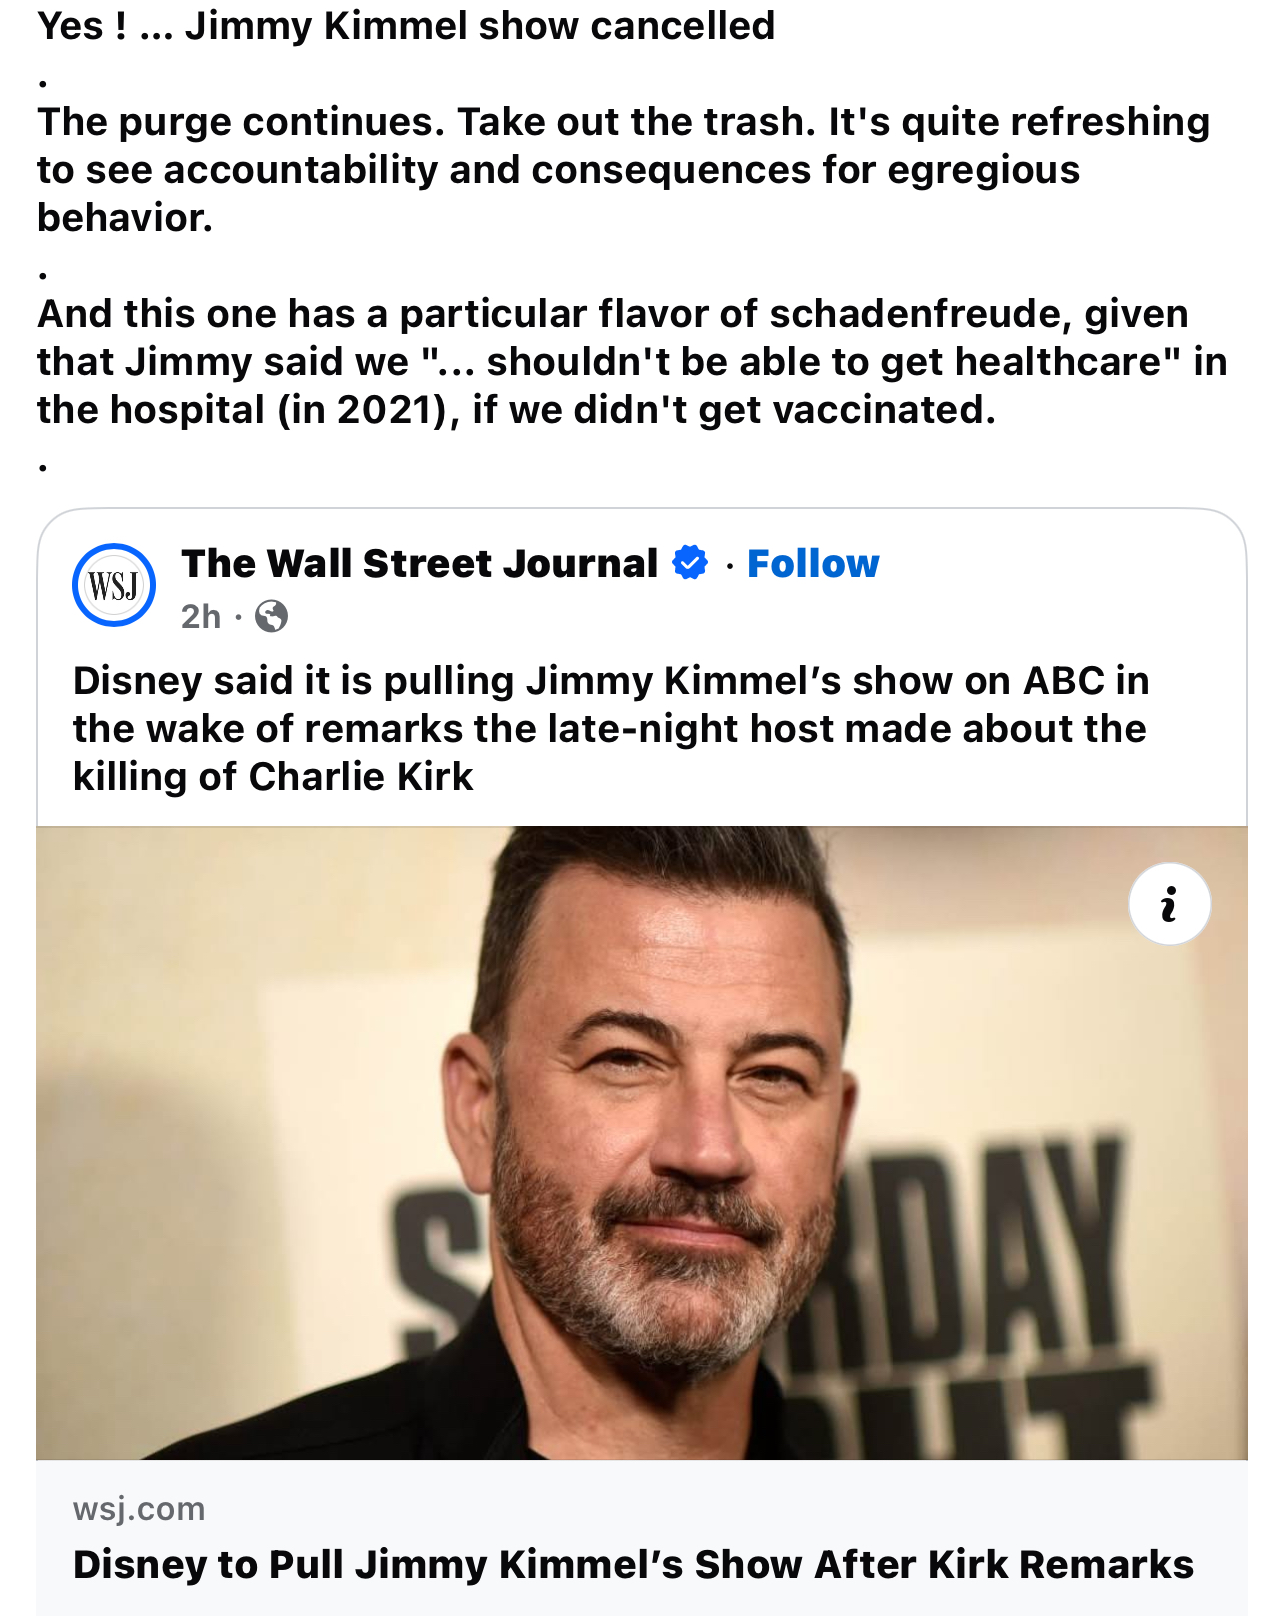 Yes ! ... Jimmy Kimmel show cancelled
.
The purge continues. Take out the trash. It's quite refreshing
to see accountability and consequences for egregious
behavior.
.
And this one has a particular flavor of schadenfreude, given
that Jimmy said we "... shouldn't be able to get healthcare" in
the hospital (in 2021), if we didn't get vaccinated.
.
WSJ
The Wall Street Journal · Follow
2h ·
Disney said it is pulling Jimmy Kimmel’s show on ABC in
the wake of remarks the late-night host made about the
killing of Charlie Kirk
i
S RDAY
HT
wsj.com
Disney to Pull Jimmy Kimmel’s Show After Kirk Remarks